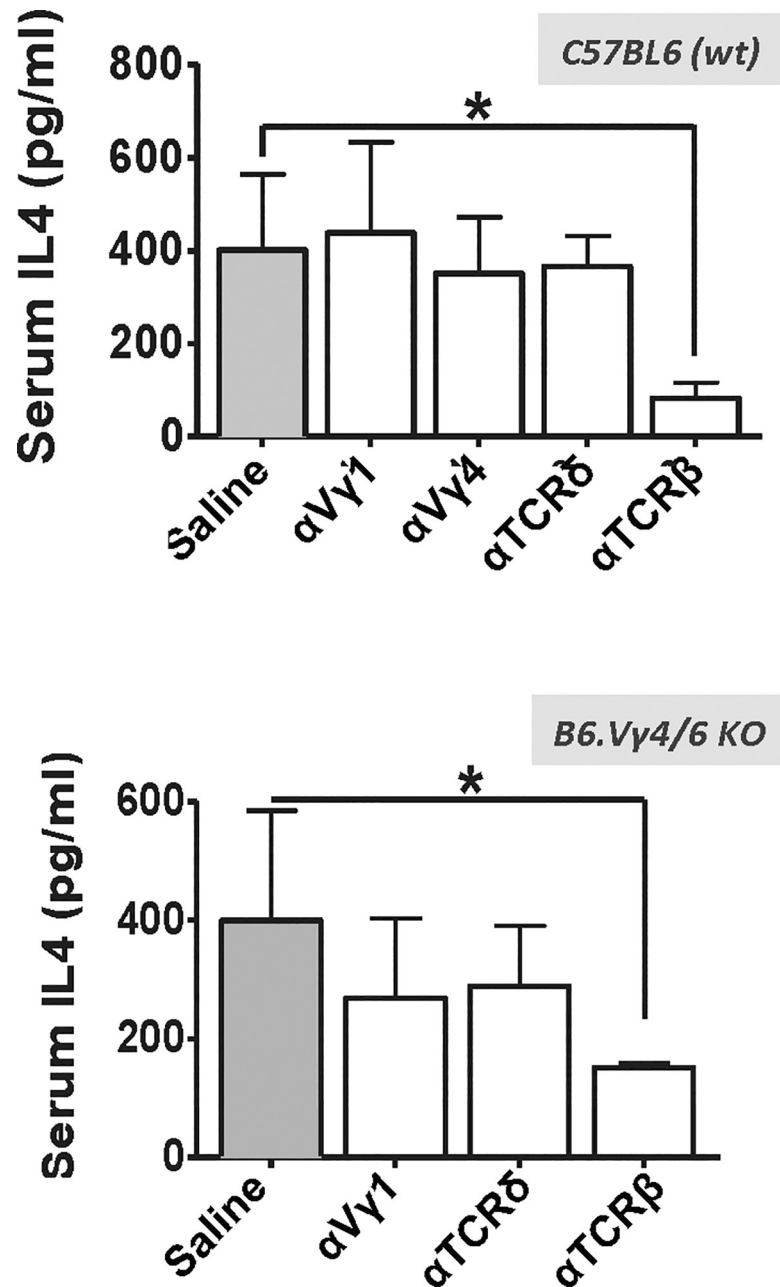 C57BL6 (wt)
Serum IL4 (pg/ml)
800
600
400
200
0
*
Saline
αVγ1
αVγ4
αTCRδ
αTCRβ
B6.Vγ4/6 KO
Serum IL4 (pg/ml)
600
400
200
0
*
Saline
αVγ1
αTCRδ
αTCRβ